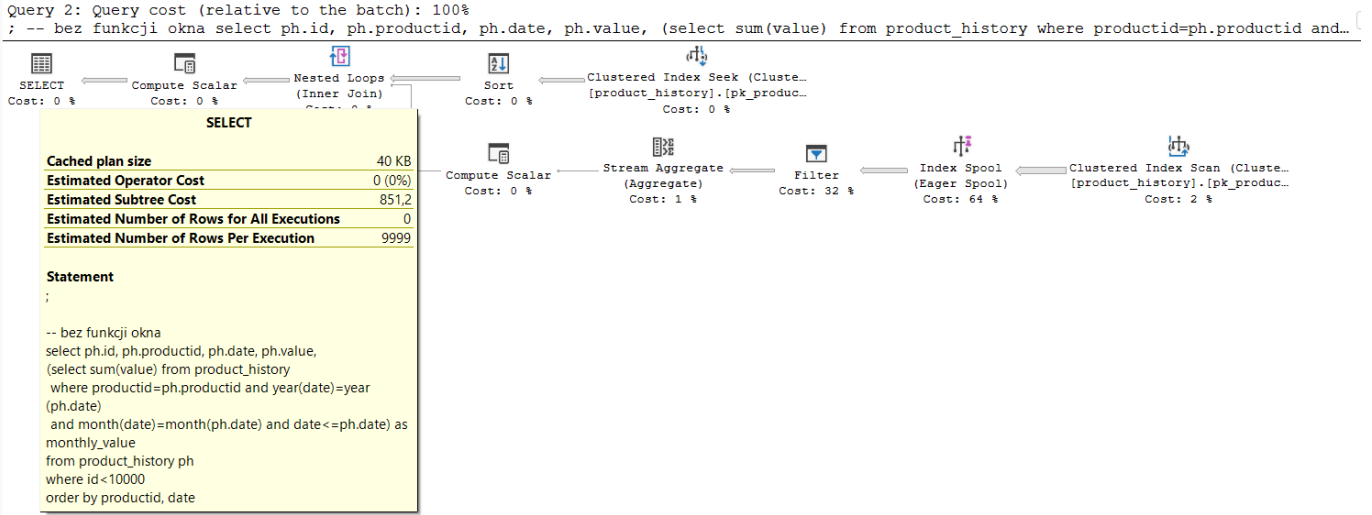 Query 2: Query cost (relative to the batch): 100%
; -- bez funkcji okna select ph.id, ph.productid, ph.date, ph.value, (select sum(value) from product_history where productid=ph.productid and…
SELECT
Cost: 0 %
Compute Scalar
Cost: 0 %
Nested Loops
(Inner Join)
Sort
Cost: 0 %
Clustered Index Seek (Cluste…
[product_history].[pk_produc…
Cost: 0 %
Compute Scalar
Cost: 0 %
Stream Aggregate
(Aggregate)
Cost: 1 %
Filter
Cost: 32 %
Index Spool
(Eager Spool)
Cost: 64 %
Clustered Index Scan (Cluste…
[product_history].[pk_produc…
Cost: 2 %
SELECT
Cached plan size 40 KB
Estimated Operator Cost 0 (0%)
Estimated Subtree Cost 851,2
Estimated Number of Rows for All Executions 0
Estimated Number of Rows Per Execution 9999
Statement
;
-- bez funkcji okna
select ph.id, ph.productid, ph.date, ph.value,
(select sum(value) from product_history
where productid=ph.productid and year(date)=year
(ph.date)
and month(date)=month(ph.date) and date<=ph.date) as
monthly_value
from product_history ph
where id<10000
order by productid, date